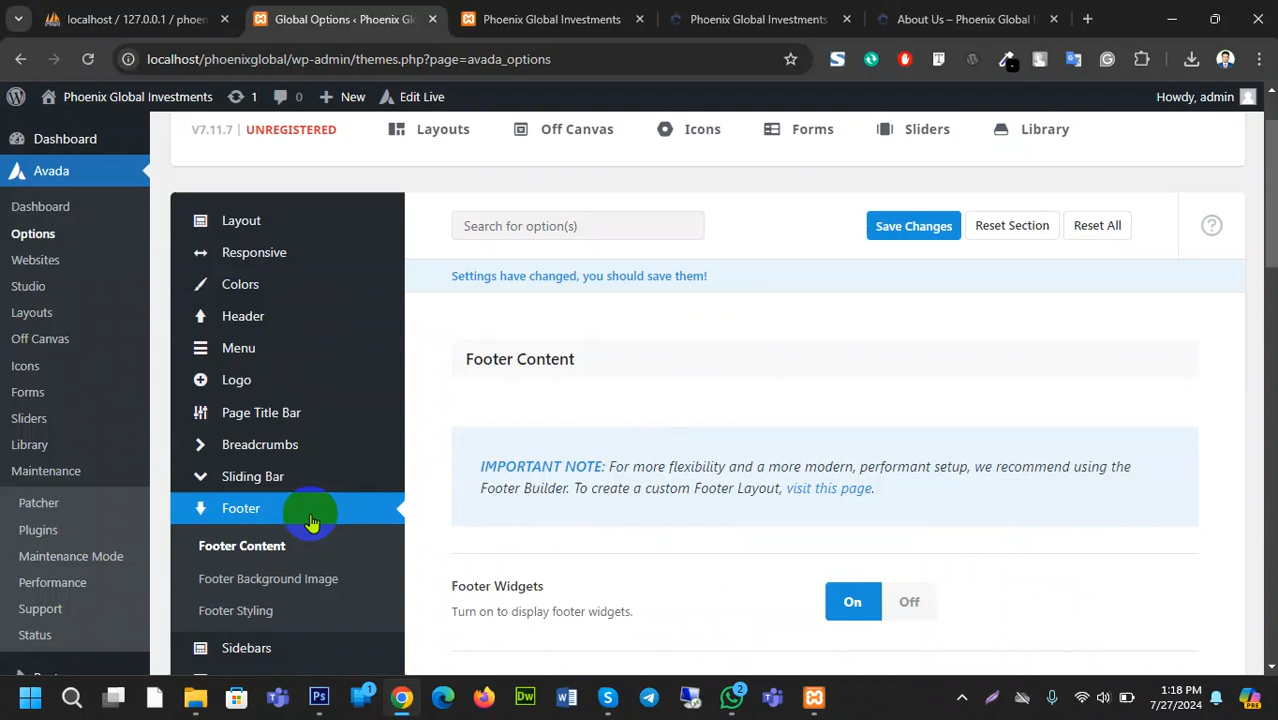 localhost / 127.0.0.1 / phoeni
Global Options ‹ Phoenix Glo
Phoenix Global Investments
Phoenix Global Investments –
About Us – Phoenix Global I
localhost/phoenixglobal/wp-admin/themes.php?page=avada_options
Phoenix Global Investments
1
0
New
Edit Live
Howdy, admin
V7.11.7 | UNREGISTERED
Layouts
Off Canvas
Icons
Forms
Sliders
Library
Dashboard
Avada
Dashboard
Options
Websites
Studio
Layouts
Off Canvas
Icons
Forms
Sliders
Library
Maintenance
Patcher
Plugins
Maintenance Mode
Performance
Support
Status
Layout
Responsive
Colors
Header
Menu
Logo
Page Title Bar
Breadcrumbs
Sliding Bar
Footer
Footer Content
Footer Background Image
Footer Styling
Sidebars
Search for option(s)
Save Changes
Reset Section
Reset All
Settings have changed, you should save them!
Footer Content
IMPORTANT NOTE: For more flexibility and a more modern, performant setup, we recommend using the
Footer Builder. To create a custom Footer Layout, visit this page.
Footer Widgets
Turn on to display footer widgets.
On
Off
1:18 PM
7/27/2024